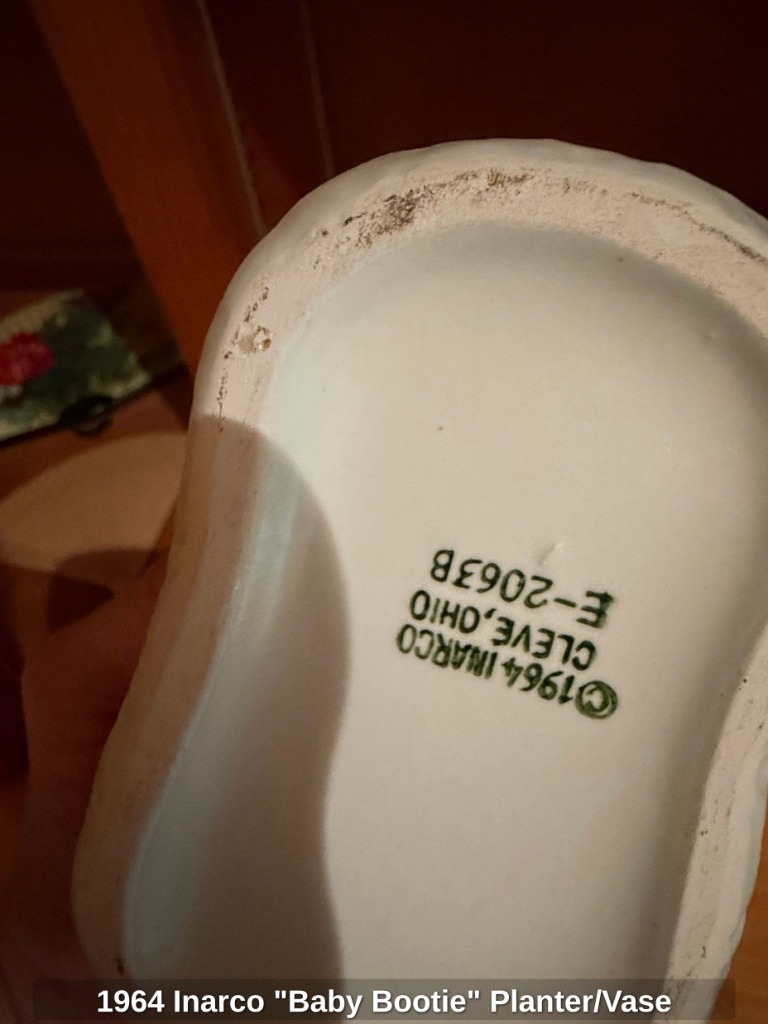 ©1964 INARCO
CLEVE, OHIO
E-2063B
1964 Inarco "Baby Bootie" Planter/Vase